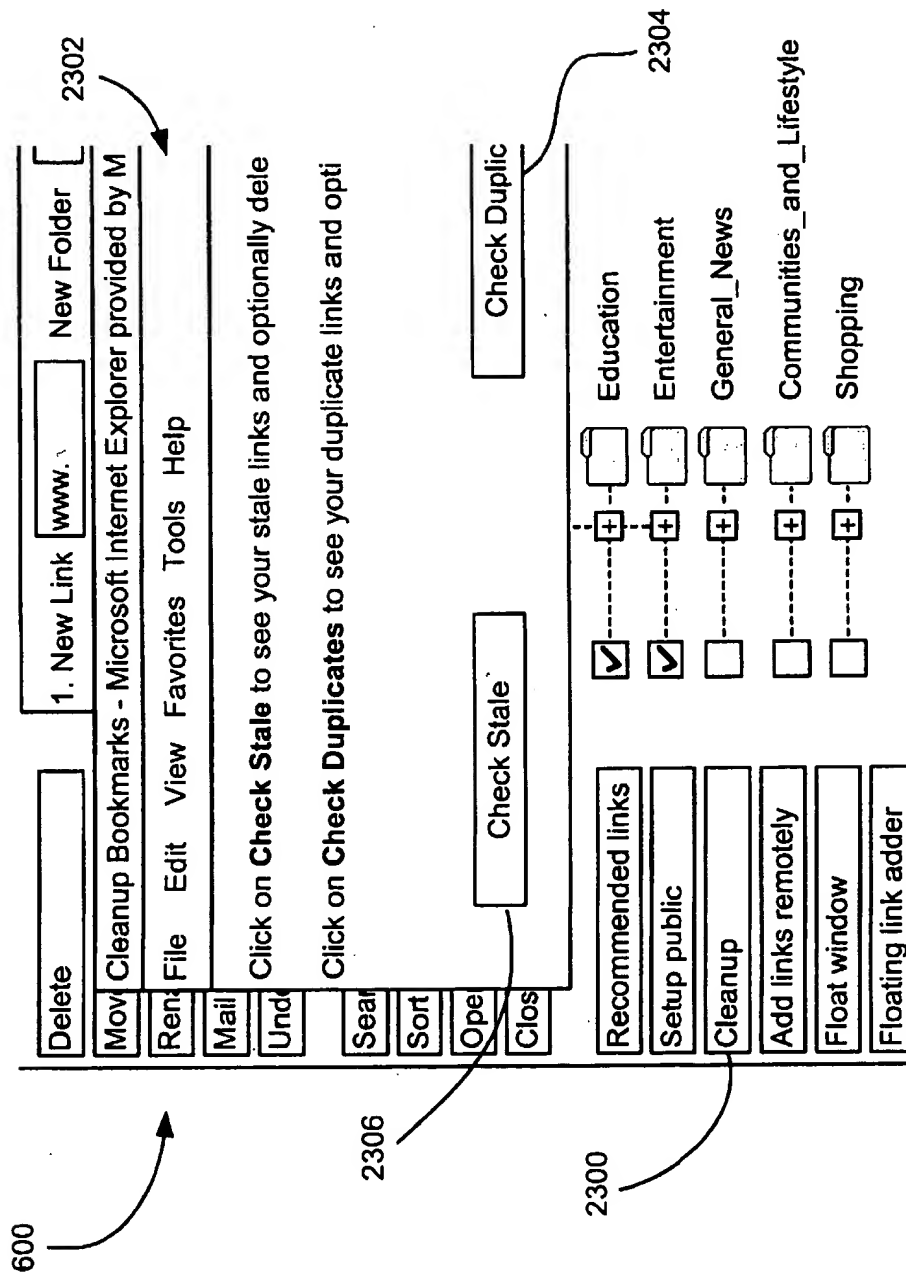 600
2302
Delete
1. New Link www. New Folder
Mov
Cleanup Bookmarks - Microsoft Internet Explorer provided by M
Ren
File Edit View Favorites Tools Help
Mail
Und
Click on Check Stale to see your stale links and optionally dele
Click on Check Duplicates to see your duplicate links and opti
Sear
Sort
Ope
Clos
2306
Check Stale
Check Duplic
2304
Recommended links
Setup public
Cleanup
Add links remotely
Float window
Floating link adder
2300
Education
Entertainment
General_News
Communities_and_Lifestyle
Shopping